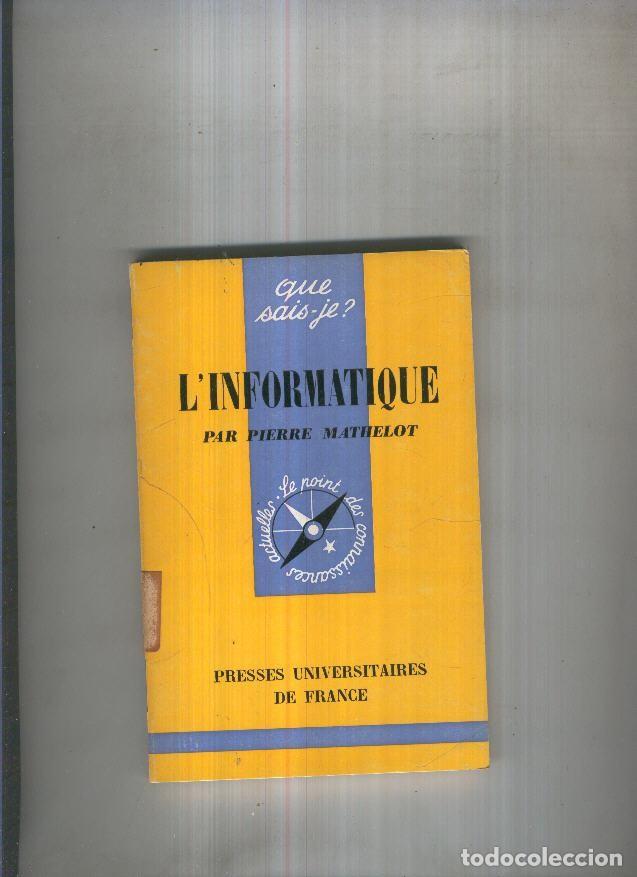 que
sais-je?
L'INFORMATIQUE
PAR PIERRE MATHELOT
Le point des connaissances actuelles.
PRESSES UNIVERSITAIRES
DE FRANCE
todocoleccion